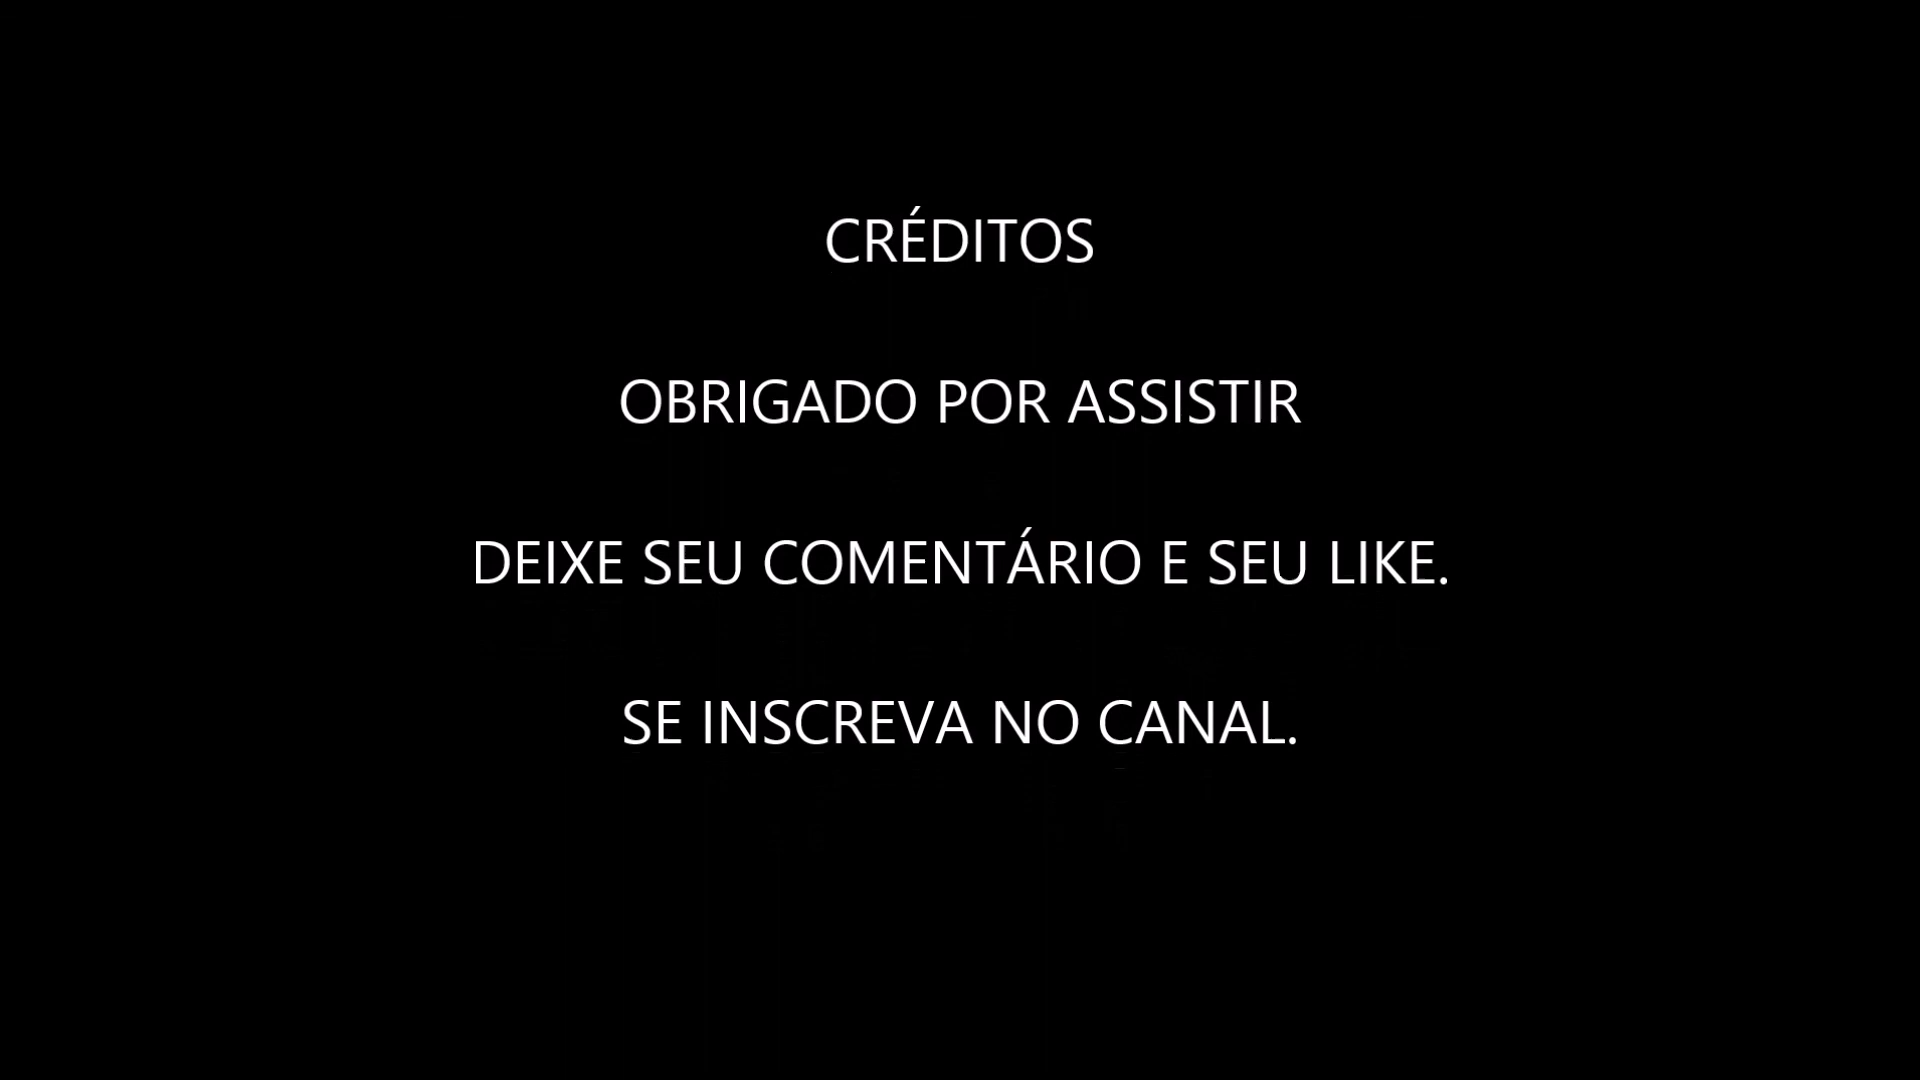 CRÉDITOS
OBRIGADO POR ASSISTIR
DEIXE SEU COMENTÁRIO E SEU LIKE.
SE INSCREVA NO CANAL.